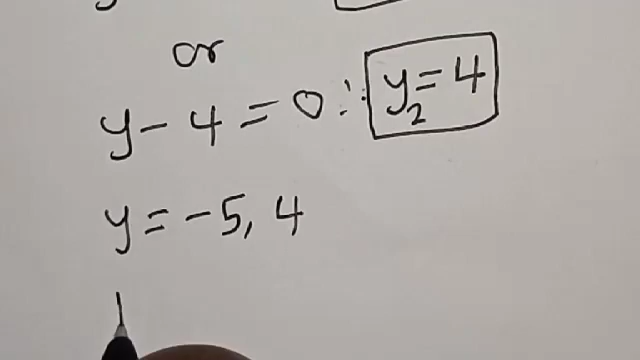 or
y - 4 = 0 ∴ y₂ = 4
y = -5, 4